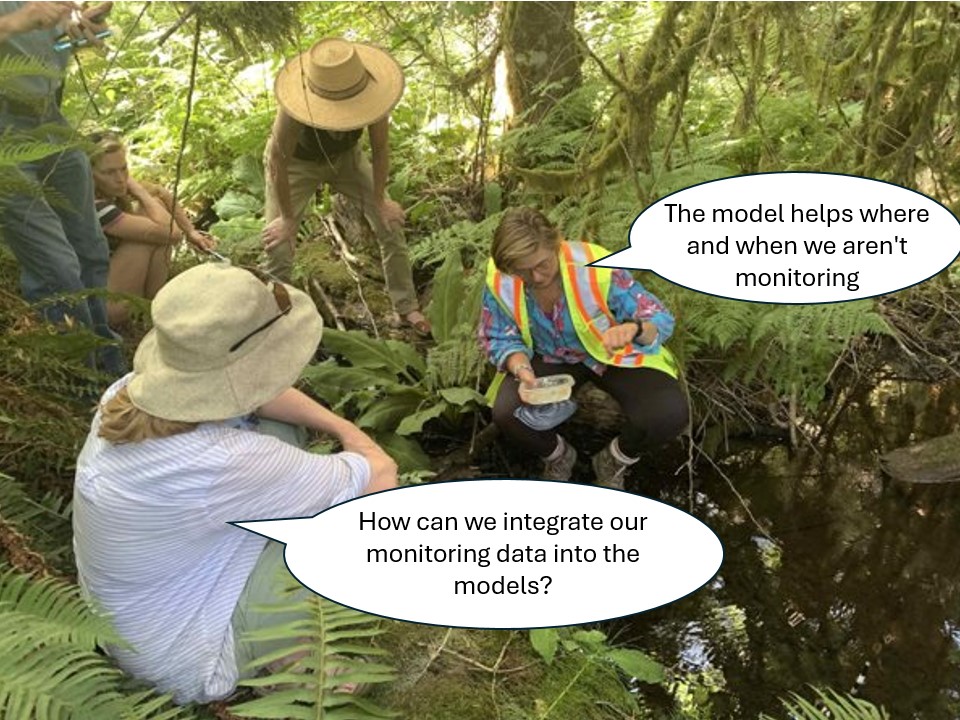 The model helps where
and when we aren't
monitoring
How can we integrate our
monitoring data into the
models?